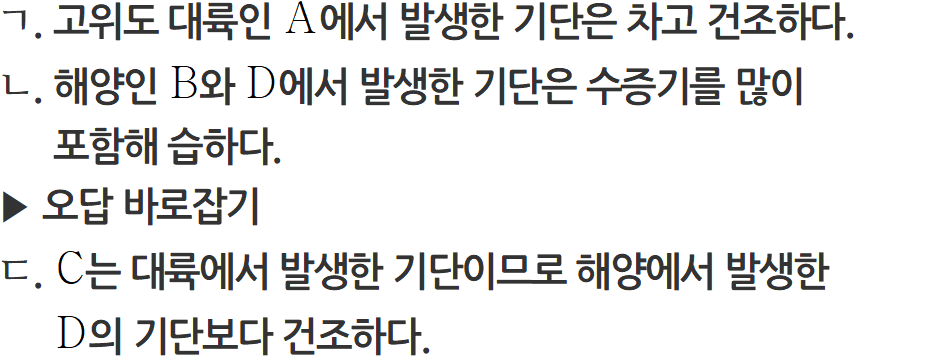 ㄱ. 고위도 대륙인 A에서 발생한 기단은 차고 건조하다.
ㄴ. 해양인 B와 D에서 발생한 기단은 수증기를 많이
포함해 습하다.
▶ 오답 바로잡기
ㄷ. C는 대륙에서 발생한 기단이므로 해양에서 발생한
D의 기단보다 건조하다.